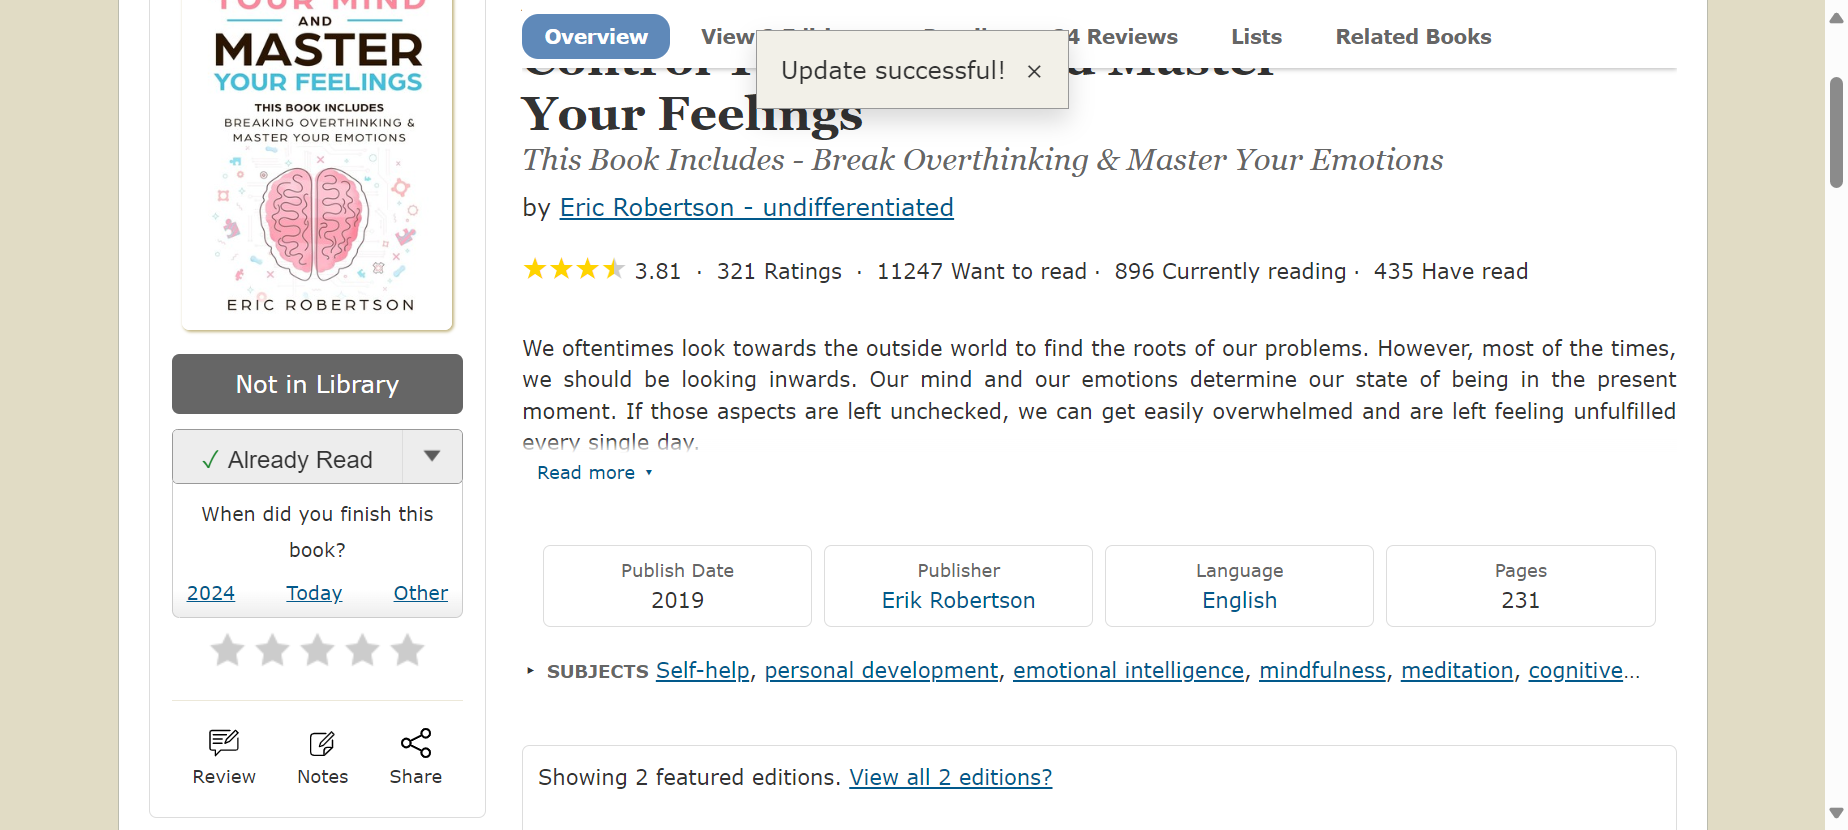 YOUR MIND
AND
MASTER
YOUR FEELINGS
THIS BOOK INCLUDES
BREAKING OVERTHINKING &
MASTER YOUR EMOTIONS
ERIC ROBERTSON
Not in Library
✓ Already Read
When did you finish this
book?
2024 Today Other
Review Notes Share
Overview View Reviews Lists Related Books
Update successful! ×
Control Master
Your Feelings
This Book Includes - Break Overthinking & Master Your Emotions
by Eric Robertson - undifferentiated
3.81 · 321 Ratings · 11247 Want to read · 896 Currently reading · 435 Have read
We oftentimes look towards the outside world to find the roots of our problems. However, most of the times,
we should be looking inwards. Our mind and our emotions determine our state of being in the present
moment. If those aspects are left unchecked, we can get easily overwhelmed and are left feeling unfulfilled
every single day.
Read more ▾
Publish Date
2019
Publisher
Erik Robertson
Language
English
Pages
231
▸ SUBJECTS Self-help, personal development, emotional intelligence, mindfulness, meditation, cognitive...
Showing 2 featured editions. View all 2 editions?